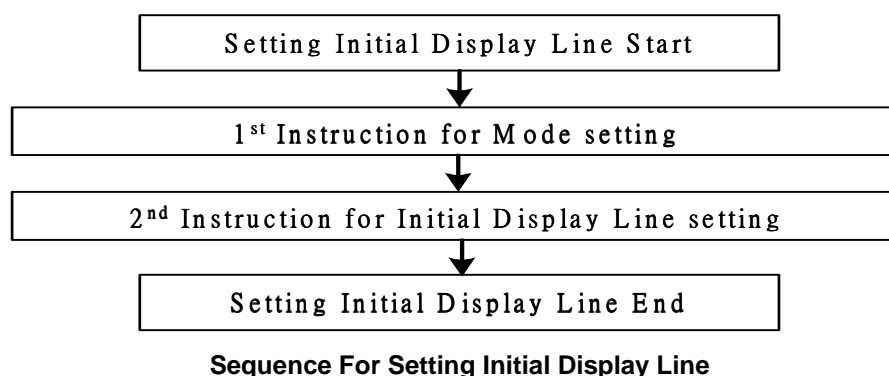 Setting Initial Display Line Start
1st Instruction for Mode setting
2nd Instruction for Initial Display Line setting
Setting Initial Display Line End
Sequence For Setting Initial Display Line